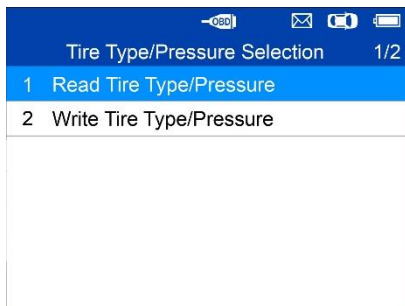 OBD
Tire Type/Pressure Selection 1/2
1 Read Tire Type/Pressure
2 Write Tire Type/Pressure